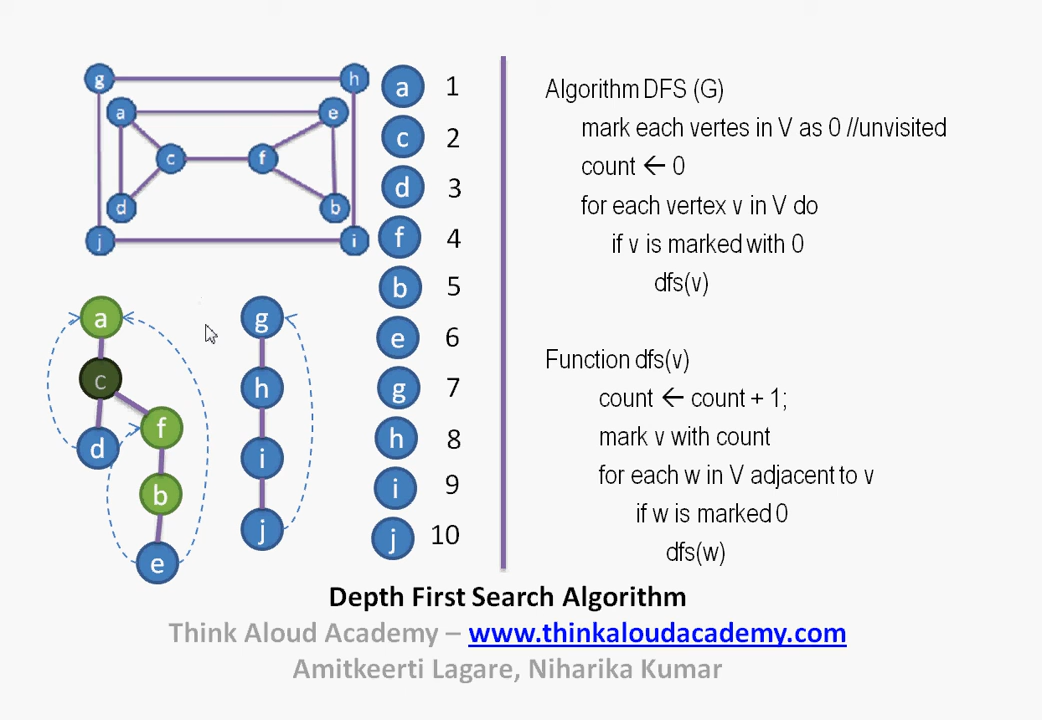 g h
a e
c f
d b
j i
a 1
c 2
d 3
f 4
b 5
e 6
g 7
h 8
i 9
j 10
a
c
d
f
b
e
g
h
i
j
Algorithm DFS (G)
mark each vertes in V as 0 //unvisited
count ← 0
for each vertex v in V do
if v is marked with 0
dfs(v)
Function dfs(v)
count ← count + 1;
mark v with count
for each w in V adjacent to v
if w is marked 0
dfs(w)
Depth First Search Algorithm
Think Aloud Academy – www.thinkaloudacademy.com
Amitkeerti Lagare, Niharika Kumar